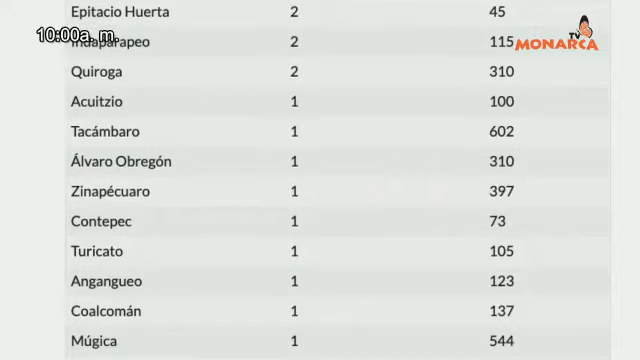 Epitacio Huerta 2 45
10:00a. m.
Indaparapeo 2 115
TV
MONARCA
Quiroga 2 310
Acuitzio 1 100
Tacámbaro 1 602
Álvaro Obregón 1 310
Zinapécuaro 1 397
Contepec 1 73
Turicato 1 105
Angangueo 1 123
Coalcomán 1 137
Múgica 1 544